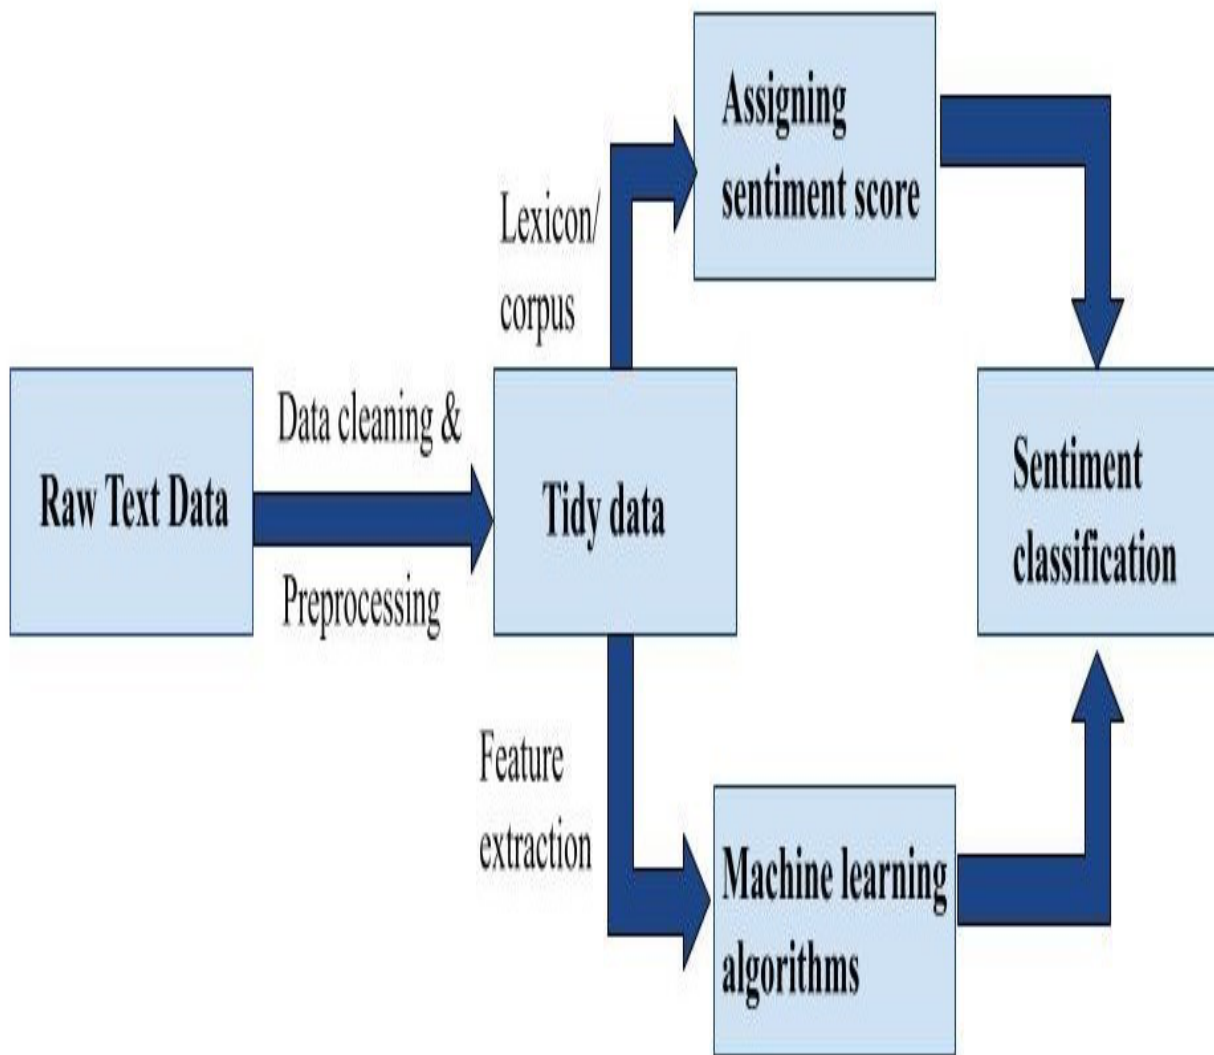 Assigning
sentiment score
Lexicon/
corpus
Data cleaning &
Raw Text Data
Preprocessing
Tidy data
Sentiment
classification
Feature
extraction
Machine learning
algorithms